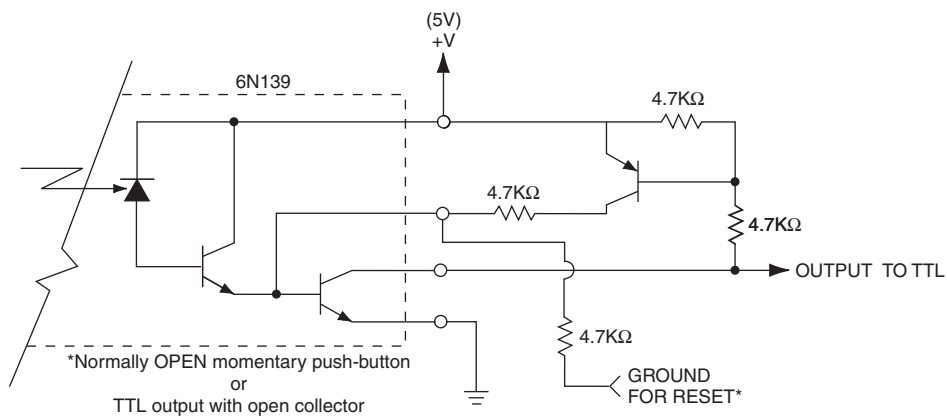 (5V)
+V
6N139
4.7KΩ
4.7KΩ
4.7KΩ
OUTPUT TO TTL
4.7KΩ
*Normally OPEN momentary push-button
or
TTL output with open collector
GROUND
FOR RESET*